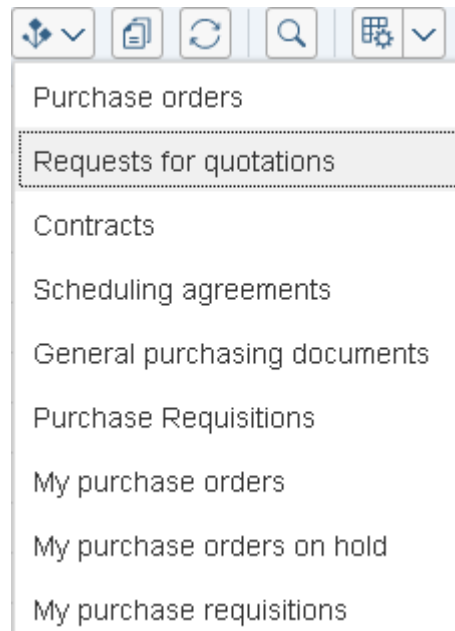 Purchase orders
Requests for quotations
Contracts
Scheduling agreements
General purchasing documents
Purchase Requisitions
My purchase orders
My purchase orders on hold
My purchase requisitions